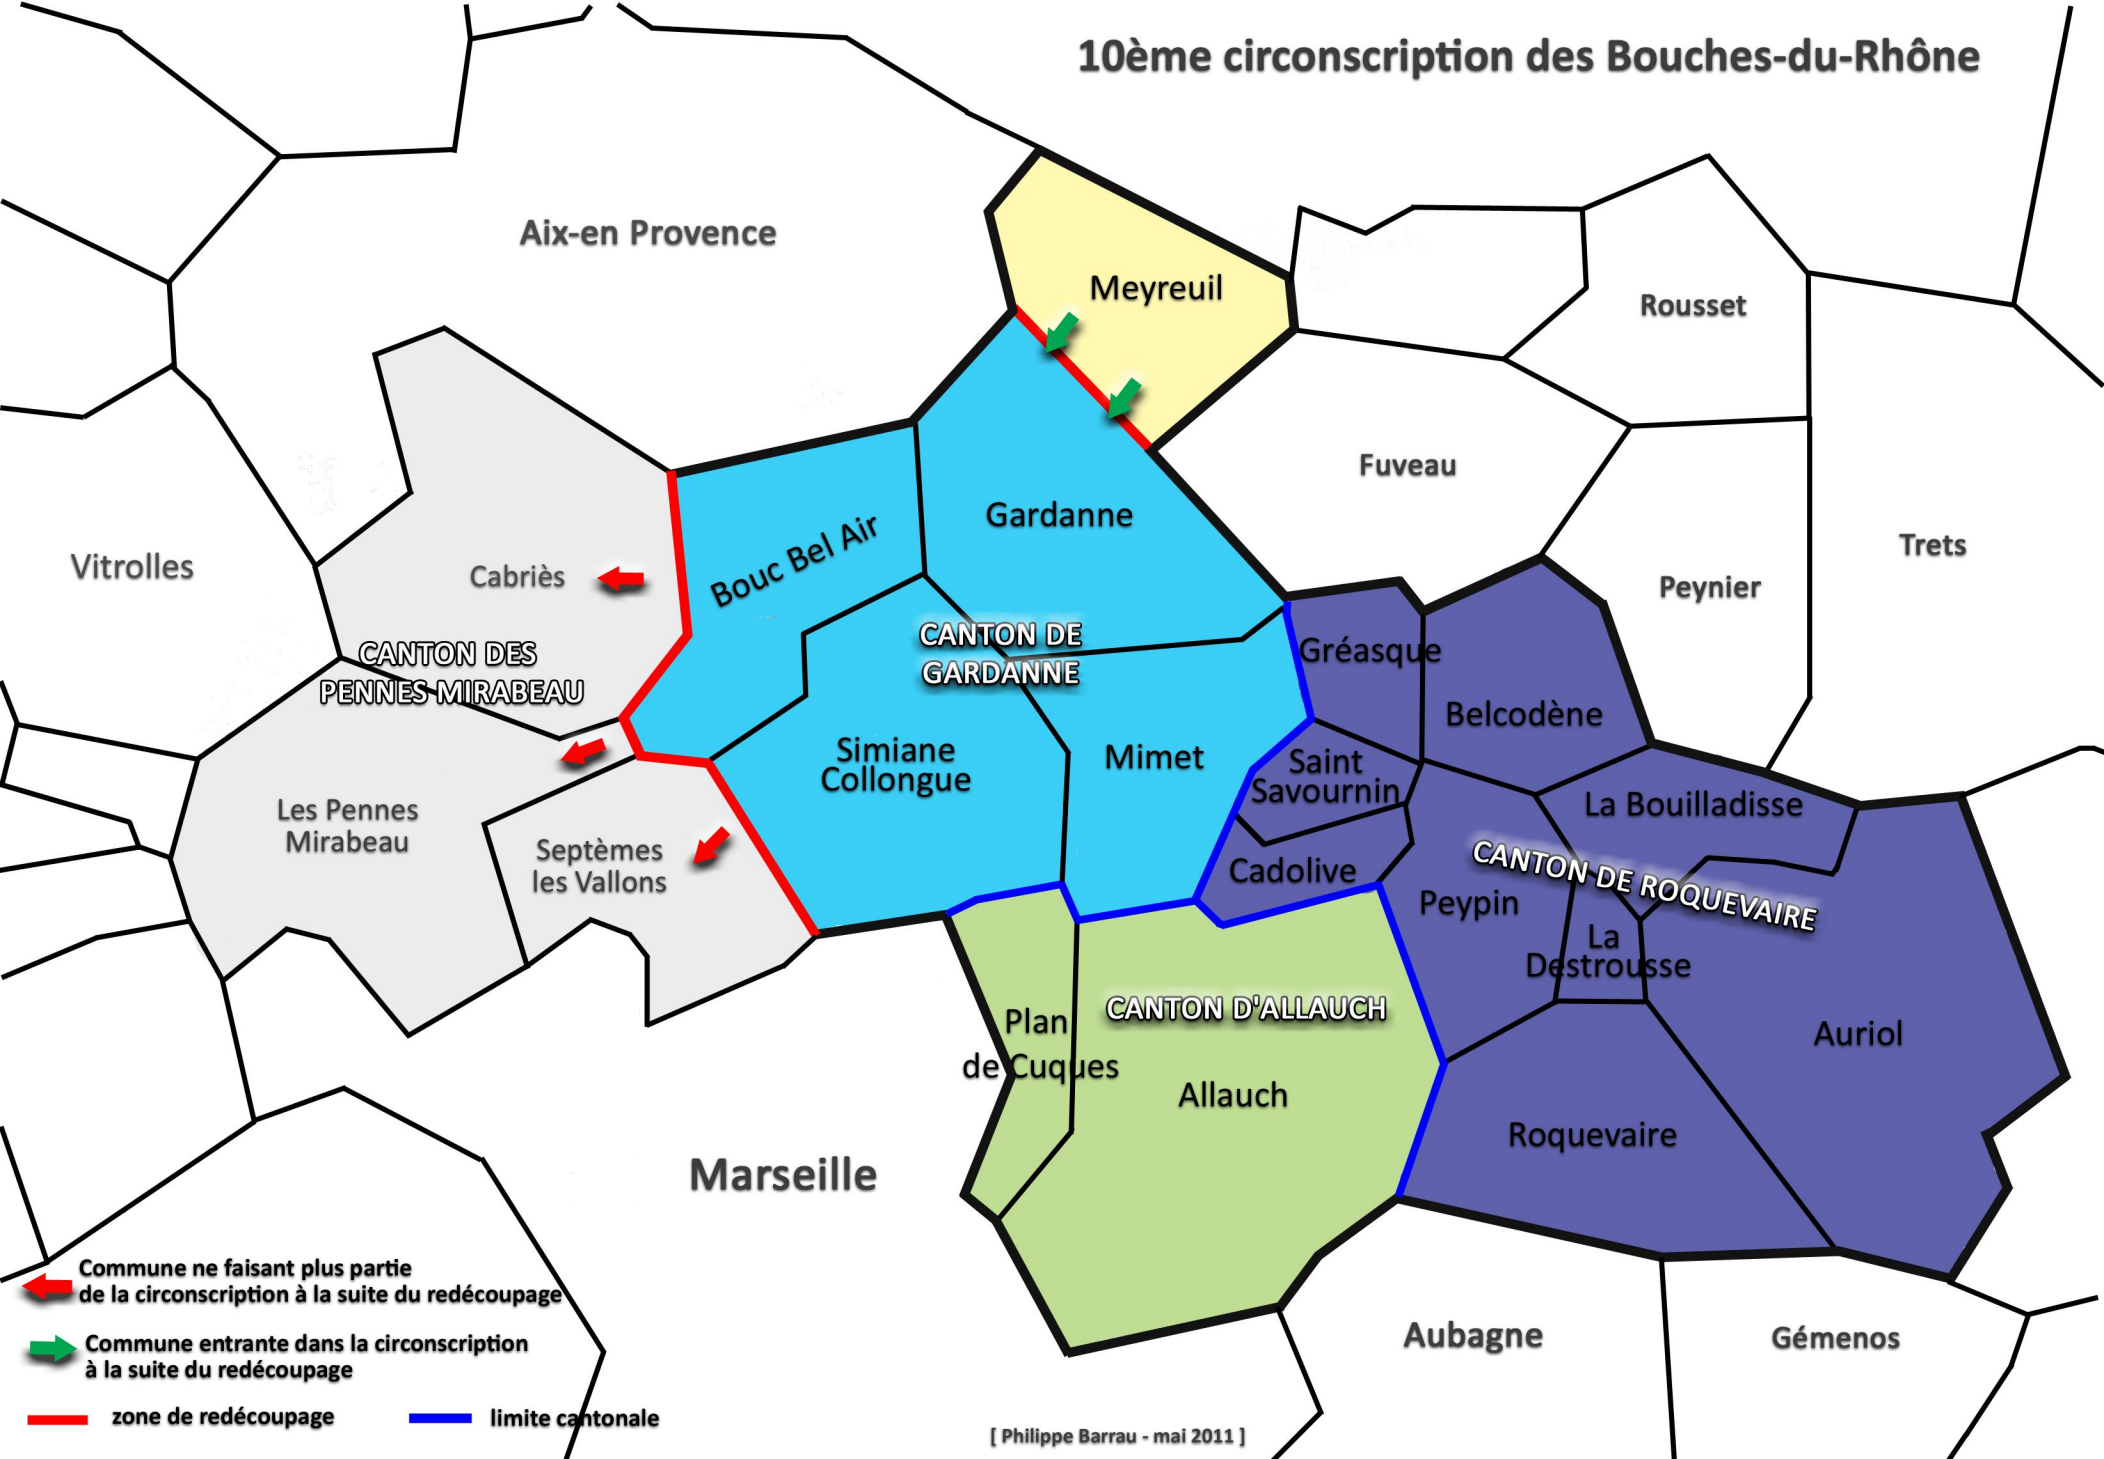 10ème circonscription des Bouches-du-Rhône
Aix-en Provence
Meyreuil
Rousset
Fuveau
Gardanne
Bouc Bel Air
Vitrolles
Cabriès
Trets
Peynier
CANTON DES
PENNES MIRABEAU
CANTON DE
GARDANNE
Gréasque
Belcodène
Simiane
Collongue
Mimet
Saint
Savournin
La Bouilladisse
Les Pennes
Mirabeau
Septèmes
les Vallons
Cadolive
CANTON DE ROQUEVAIRE
Peypin
La
Destrousse
Plan
de Cuques
CANTON D'ALLAUCH
Auriol
Allauch
Roquevaire
Marseille
Aubagne
Gémenos
Commune ne faisant plus partie
de la circonscription à la suite du redécoupage
Commune entrante dans la circonscription
à la suite du redécoupage
zone de redécoupage
limite cantonale
[ Philippe Barrau - mai 2011 ]